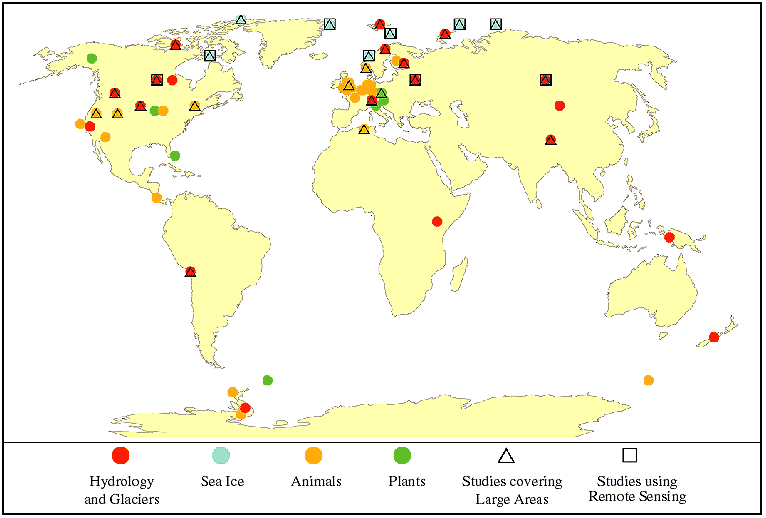 Hydrology
and Glaciers
Sea Ice
Animals
Plants
Studies covering
Large Areas
Studies using
Remote Sensing